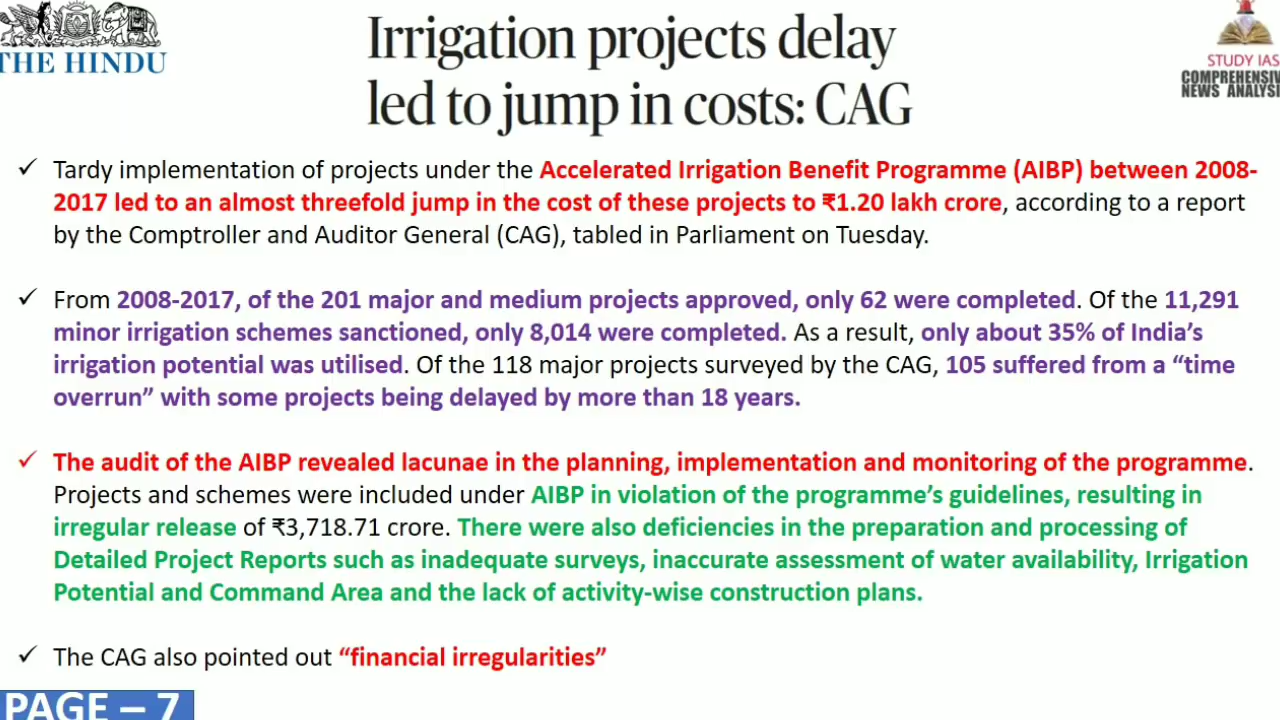 THE HINDU
Irrigation projects delay
led to jump in costs: CAG
STUDY IAS
COMPREHENSIV
NEWS ANALYSI
✓ Tardy implementation of projects under the Accelerated Irrigation Benefit Programme (AIBP) between 2008-
2017 led to an almost threefold jump in the cost of these projects to ₹1.20 lakh crore, according to a report
by the Comptroller and Auditor General (CAG), tabled in Parliament on Tuesday.
✓ From 2008-2017, of the 201 major and medium projects approved, only 62 were completed. Of the 11,291
minor irrigation schemes sanctioned, only 8,014 were completed. As a result, only about 35% of India’s
irrigation potential was utilised. Of the 118 major projects surveyed by the CAG, 105 suffered from a “time
overrun” with some projects being delayed by more than 18 years.
✓ The audit of the AIBP revealed lacunae in the planning, implementation and monitoring of the programme.
Projects and schemes were included under AIBP in violation of the programme’s guidelines, resulting in
irregular release of ₹3,718.71 crore. There were also deficiencies in the preparation and processing of
Detailed Project Reports such as inadequate surveys, inaccurate assessment of water availability, Irrigation
Potential and Command Area and the lack of activity-wise construction plans.
✓ The CAG also pointed out “financial irregularities”
PAGE – 7